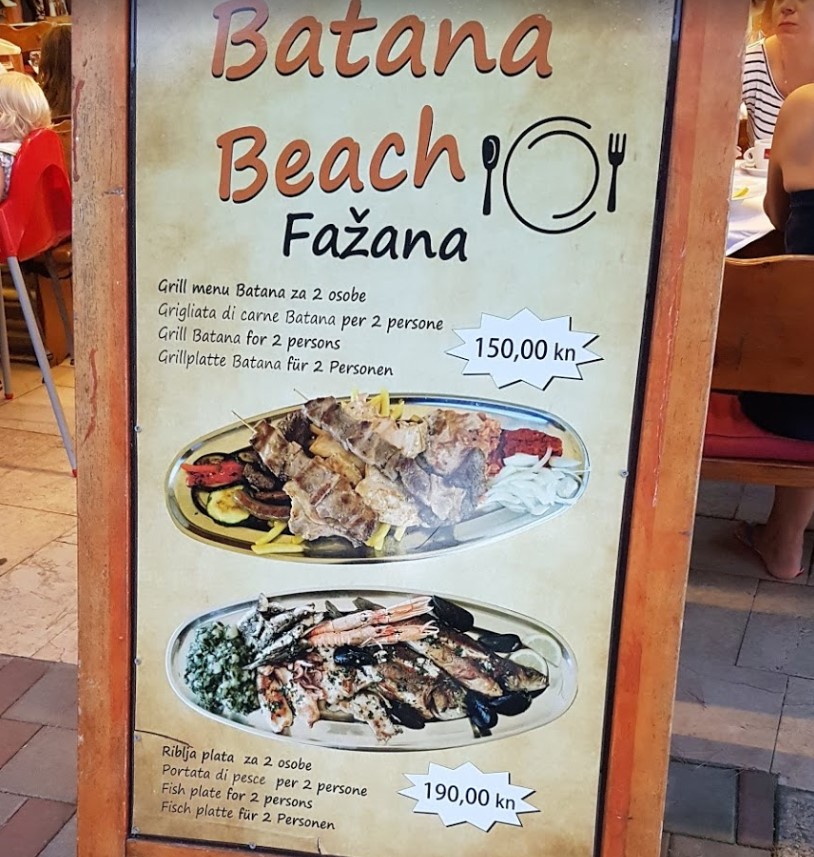 Batana
Beach
Fažana
Grill menu Batana za 2 osobe
Grigliata di carne Batana per 2 persone
Grill Batana for 2 persons
Grillplatte Batana für 2 Personen
150,00 kn
Riblja plata za 2 osobe
Portata di pesce per 2 persone
Fish plate for 2 persons
Fisch platte für 2 Personen
190,00 kn